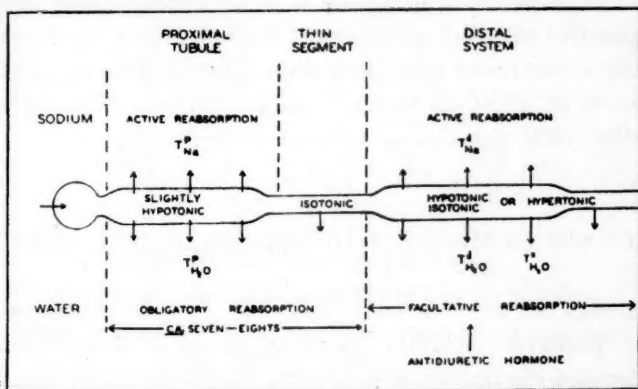 PROXIMAL TUBULE
THIN SEGMENT
DISTAL SYSTEM
SODIUM
ACTIVE REABSORPTION
ACTIVE REABSORPTION
T^P_Na
T^d_Na
SLIGHTLY HYPOTONIC
ISOTONIC
HYPOTONIC ISOTONIC OR HYPERTONIC
T^P_H2O
T^d_H2O
H2O
WATER
OBLIGATORY REABSORPTION
FACULTATIVE REABSORPTION
CA. SEVEN-EIGHTS
ANTIDIURETIC HORMONE